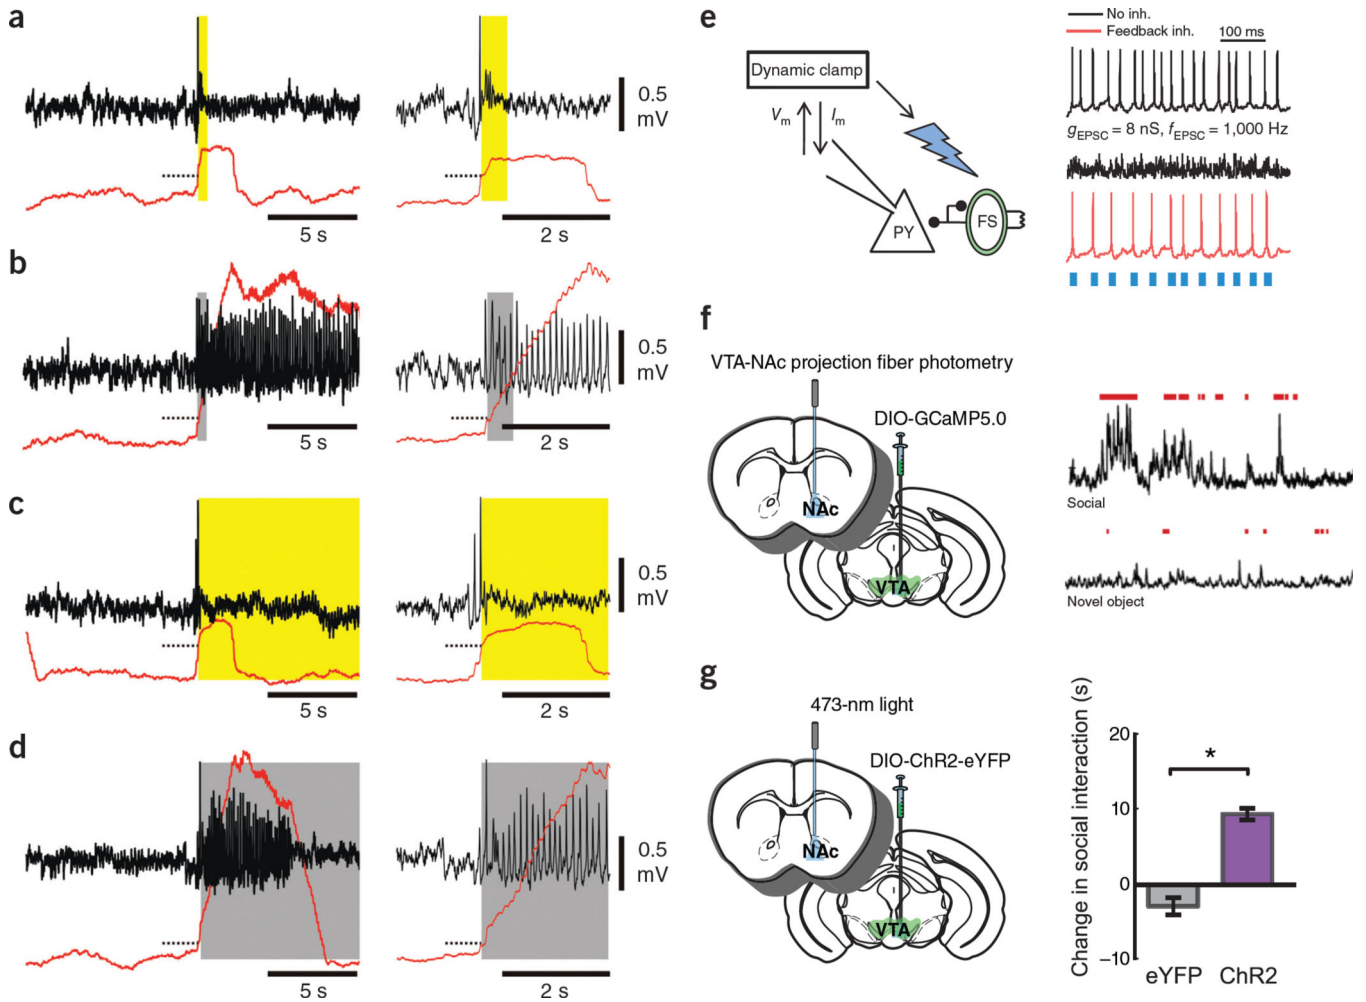 a
0.5
mV
5 s
2 s
b
0.5
mV
5 s
2 s
c
0.5
mV
5 s
2 s
d
0.5
mV
5 s
2 s
e
Dynamic clamp
Vm
Im
PY
FS
No inh.
Feedback inh.
100 ms
gEPSC = 8 nS, fEPSC = 1,000 Hz
f
VTA-NAc projection fiber photometry
DIO-GCaMP5.0
NAc
VTA
Social
Novel object
g
473-nm light
DIO-ChR2-eYFP
NAc
VTA
Change in social interaction (s)
20
10
0
–10
*
eYFP
ChR2